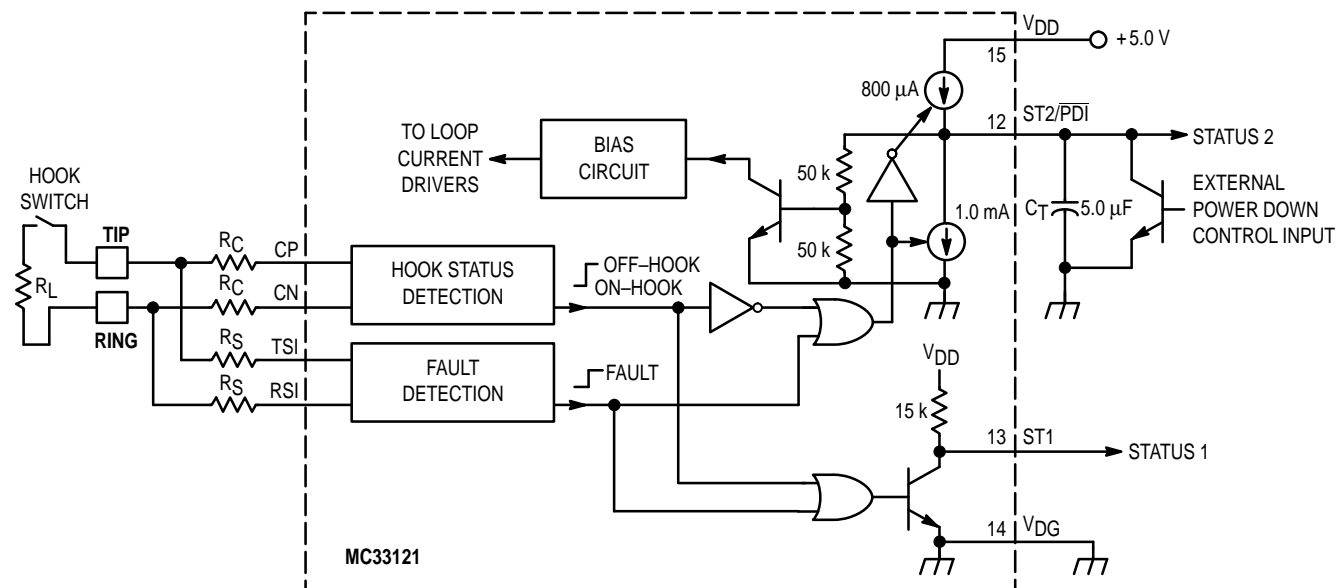 VDD
15
+5.0 V
800 µA
12
ST2/PDI
STATUS 2
TO LOOP
CURRENT
DRIVERS
BIAS
CIRCUIT
50 k
50 k
1.0 mA
CT
5.0 µF
EXTERNAL
POWER DOWN
CONTROL INPUT
HOOK
SWITCH
TIP
RL
RING
RC
CP
RC
CN
RS
TSI
RS
RSI
HOOK STATUS
DETECTION
OFF–HOOK
ON–HOOK
FAULT
DETECTION
FAULT
VDD
15 k
13
ST1
STATUS 1
14
VDG
MC33121